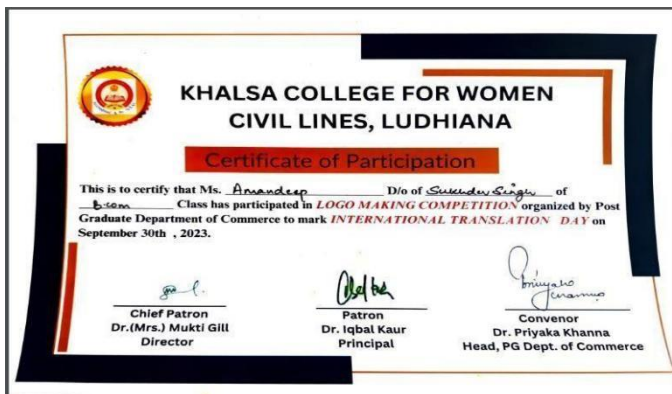 KHALSA COLLEGE FOR WOMEN
CIVIL LINES, LUDHIANA
Certificate of Participation
This is to certify that Ms. Amandeep D/o of Sukhder Singh of
B.com Class has participated in LOGO MAKING COMPETITION organized by Post
Graduate Department of Commerce to mark INTERNATIONAL TRANSLATION DAY on
September 30th , 2023.
Chief Patron
Dr.(Mrs.) Mukti Gill
Director
Patron
Dr. Iqbal Kaur
Principal
Convenor
Dr. Priyaka Khanna
Head, PG Dept. of Commerce